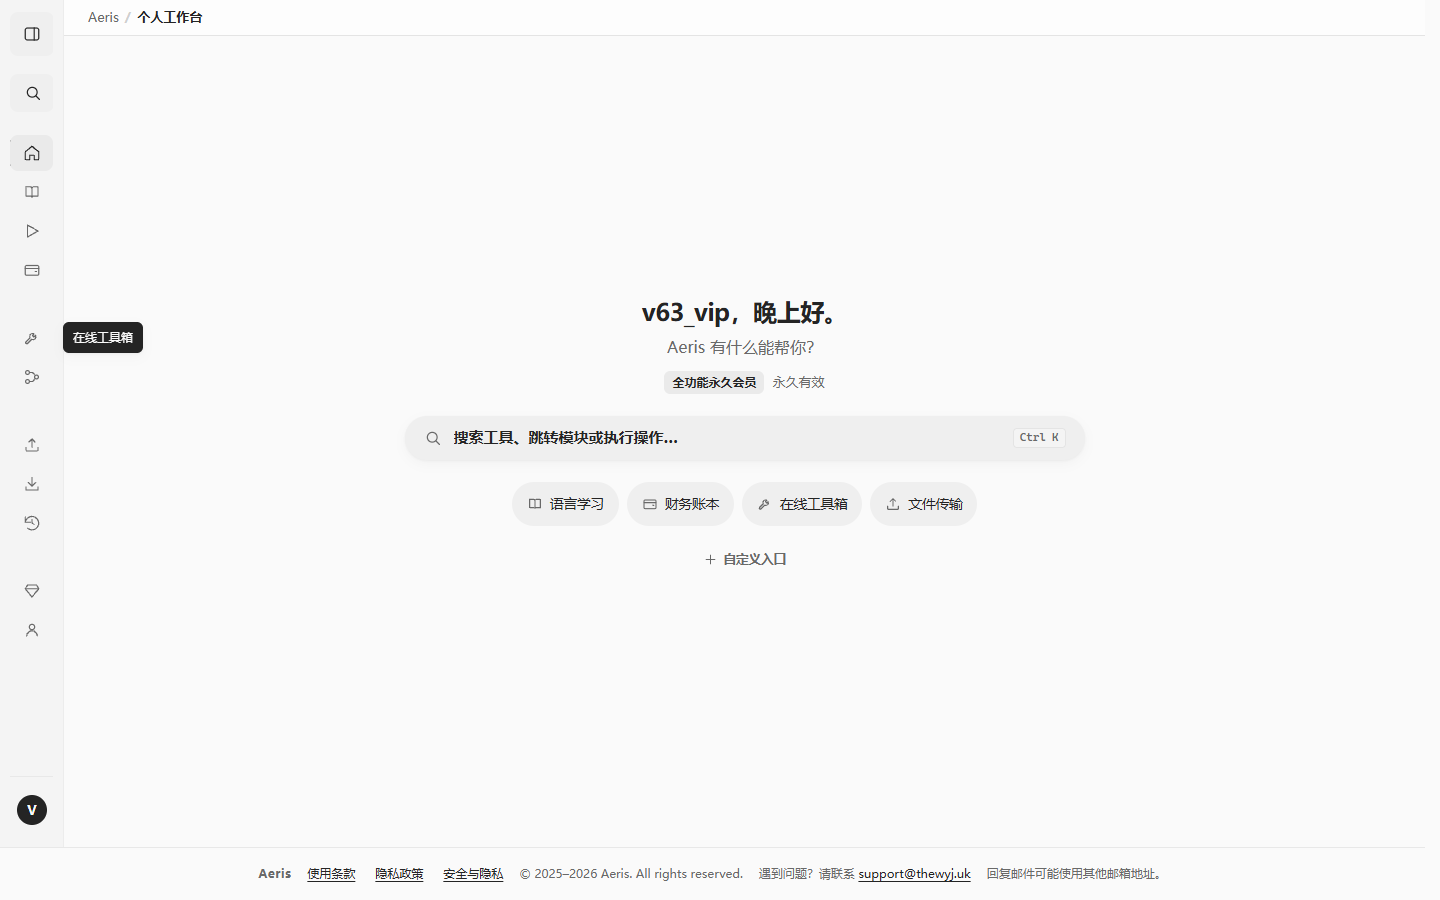 Aeris / 个人工作台
v63_vip，晚上好。
Aeris 有什么能帮你？
全功能永久会员 永久有效
搜索工具、跳转模块或执行操作... Ctrl K
语言学习 财务账本 在线工具箱 文件传输
自定义入口
在线工具箱
V
Aeris 使用条款 隐私政策 安全与隐私 © 2025–2026 Aeris. All rights reserved. 遇到问题？请联系 support@thewyj.uk 回复邮件可能使用其他邮箱地址。